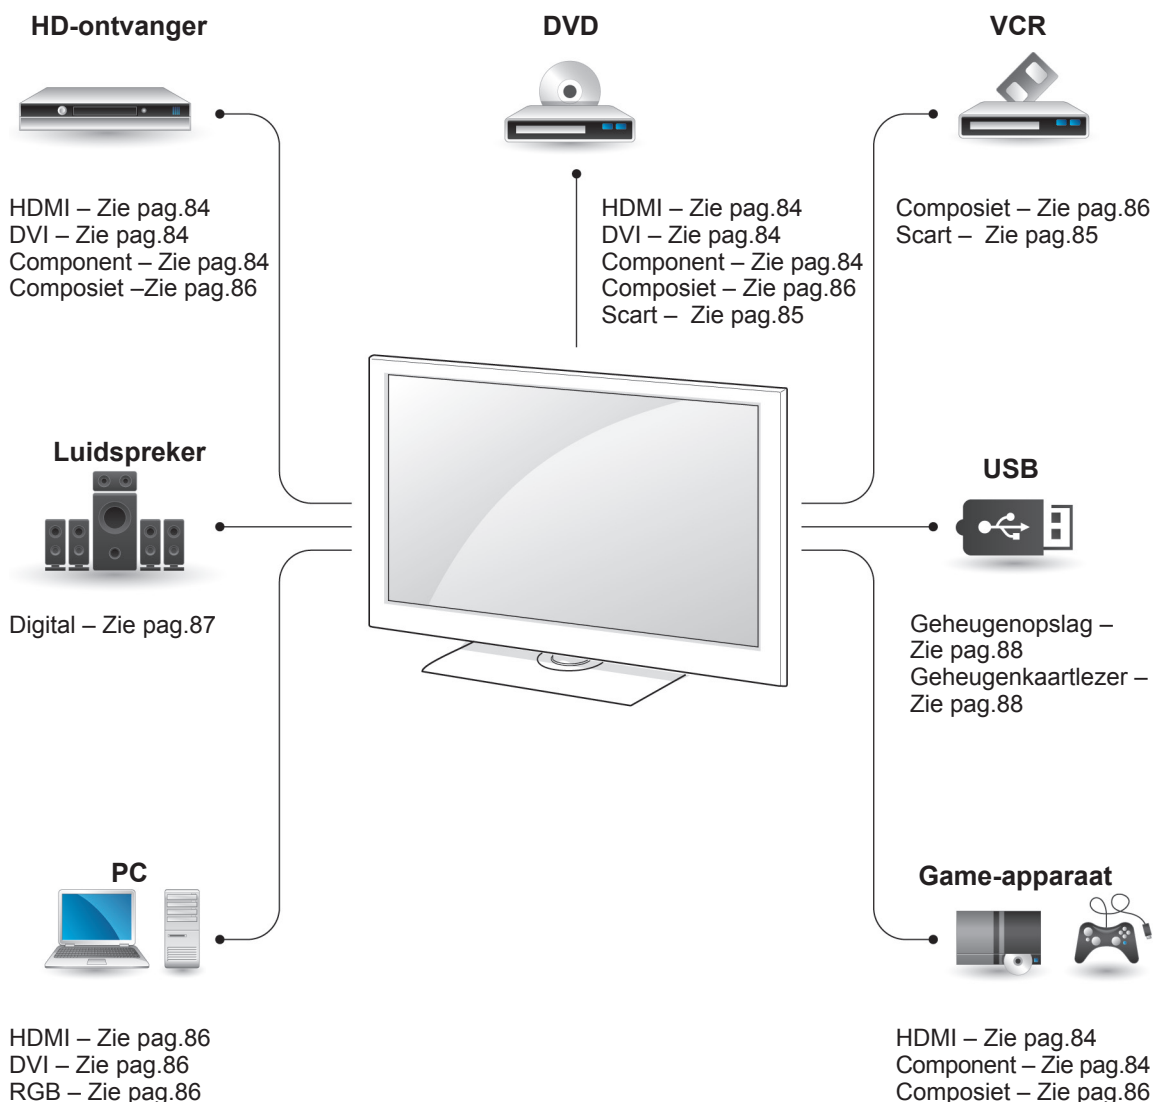 HD-ontvanger
HDMI – Zie pag.84
DVI – Zie pag.84
Component – Zie pag.84
Composiet –Zie pag.86
DVD
HDMI – Zie pag.84
DVI – Zie pag.84
Component – Zie pag.84
Composiet – Zie pag.86
Scart –  Zie pag.85
VCR
Composiet – Zie pag.86
Scart –  Zie pag.85
Luidspreker
Digital – Zie pag.87
USB
Geheugenopslag –
Zie pag.88
Geheugenkaartlezer –
Zie pag.88
PC
HDMI – Zie pag.86
DVI – Zie pag.86
RGB – Zie pag.86
Game-apparaat
HDMI – Zie pag.84
Component – Zie pag.84
Composiet – Zie pag.86